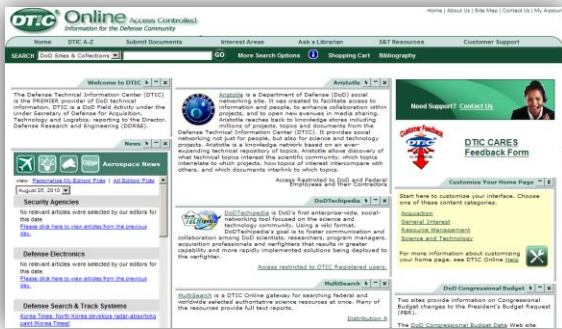 Home | About Us | Site Map | Contact Us | My Account
DTIC® Online Access Controlled
Information for the Defense Community
Home DTIC A-Z Submit Documents Interest Areas Ask a Librarian S&T Resources Customer Support
SEARCH DoD Sites & Collections GO More Search Options Shopping Cart Bibliography
Welcome to DTIC
The Defense Technical Information Center (DTIC)
is the PREMIER provider of DoD technical
information. DTIC is a DoD Field Activity under the
Under Secretary of Defense for Acquisition,
Technology and Logistics, reporting to the Director,
Defense Research and Engineering (DDR&E).
News
Aerospace News
view: Personalize My Editors' Picks | All Editors' Picks
August 25, 2010
Security Agencies
No relevant articles were selected by our editors for
this date.
Please click here to view articles from the previous
day.
Defense Electronics
No relevant articles were selected by our editors for
this date.
Please click here to view articles from the previous
day.
Defense Search & Track Systems
Korea Times: North Korea develops radar-absorbing
paint [Korea Times]
Aristotle
Aristotle is a Department of Defense (DoD) social
networking site. It was created to facilitate access to
information and people, to enhance collaboration within
projects, and to open new avenues in media sharing.
Aristotle reaches back to knowledge stores including
millions of projects, topics and documents from the
Defense Technical Information Center (DTIC). It provides social
networking not just for people, but also for science and technology
projects. Aristotle is a knowledge network based on an ever-
expanding technical repository of topics. Aristotle allows discovery of
what technical topics interest the scientific community, which topics
interrelate to which projects, how topics of interest intercompare with
others, and which documents interlink to which topics.
Access Restricted to DoD and Federal
Employees and their Contractors
DoDTechipedia
DoDTechipedia is DoD's first enterprise-wide, social-
networking tool focused on the science and
technology community. Using a wiki format,
DoDTechipedia's goal is to foster communication and
collaboration among DoD scientists, researchers, program managers,
acquisition professionals and warfighters that results in greater
capability and more rapidly implemented solutions being deployed to
the warfighter.
Access restricted to DTIC Registered users.
MultiSearch
MultiSearch is a DTIC Online gateway for searching federal and
worldwide selected authoritative science resources at once. Many of
the resources provide full text reports.
Distribution A
Need Support? Contact Us
Customer Feedback
DTIC
DTIC CARES
Feedback Form
Customize Your Home Page
Start here to customize your interface. Choose
one of these content categories.
Acquisition
General Interest
Resource Management
Science and Technology
For more information about customizing
your home page, see DTIC Online Help
DoD Congressional Budget
Two sites provide information on Congressional
Budget changes to the President's Budget Request
(PBR).
The DoD Congressional Budget Data Web site